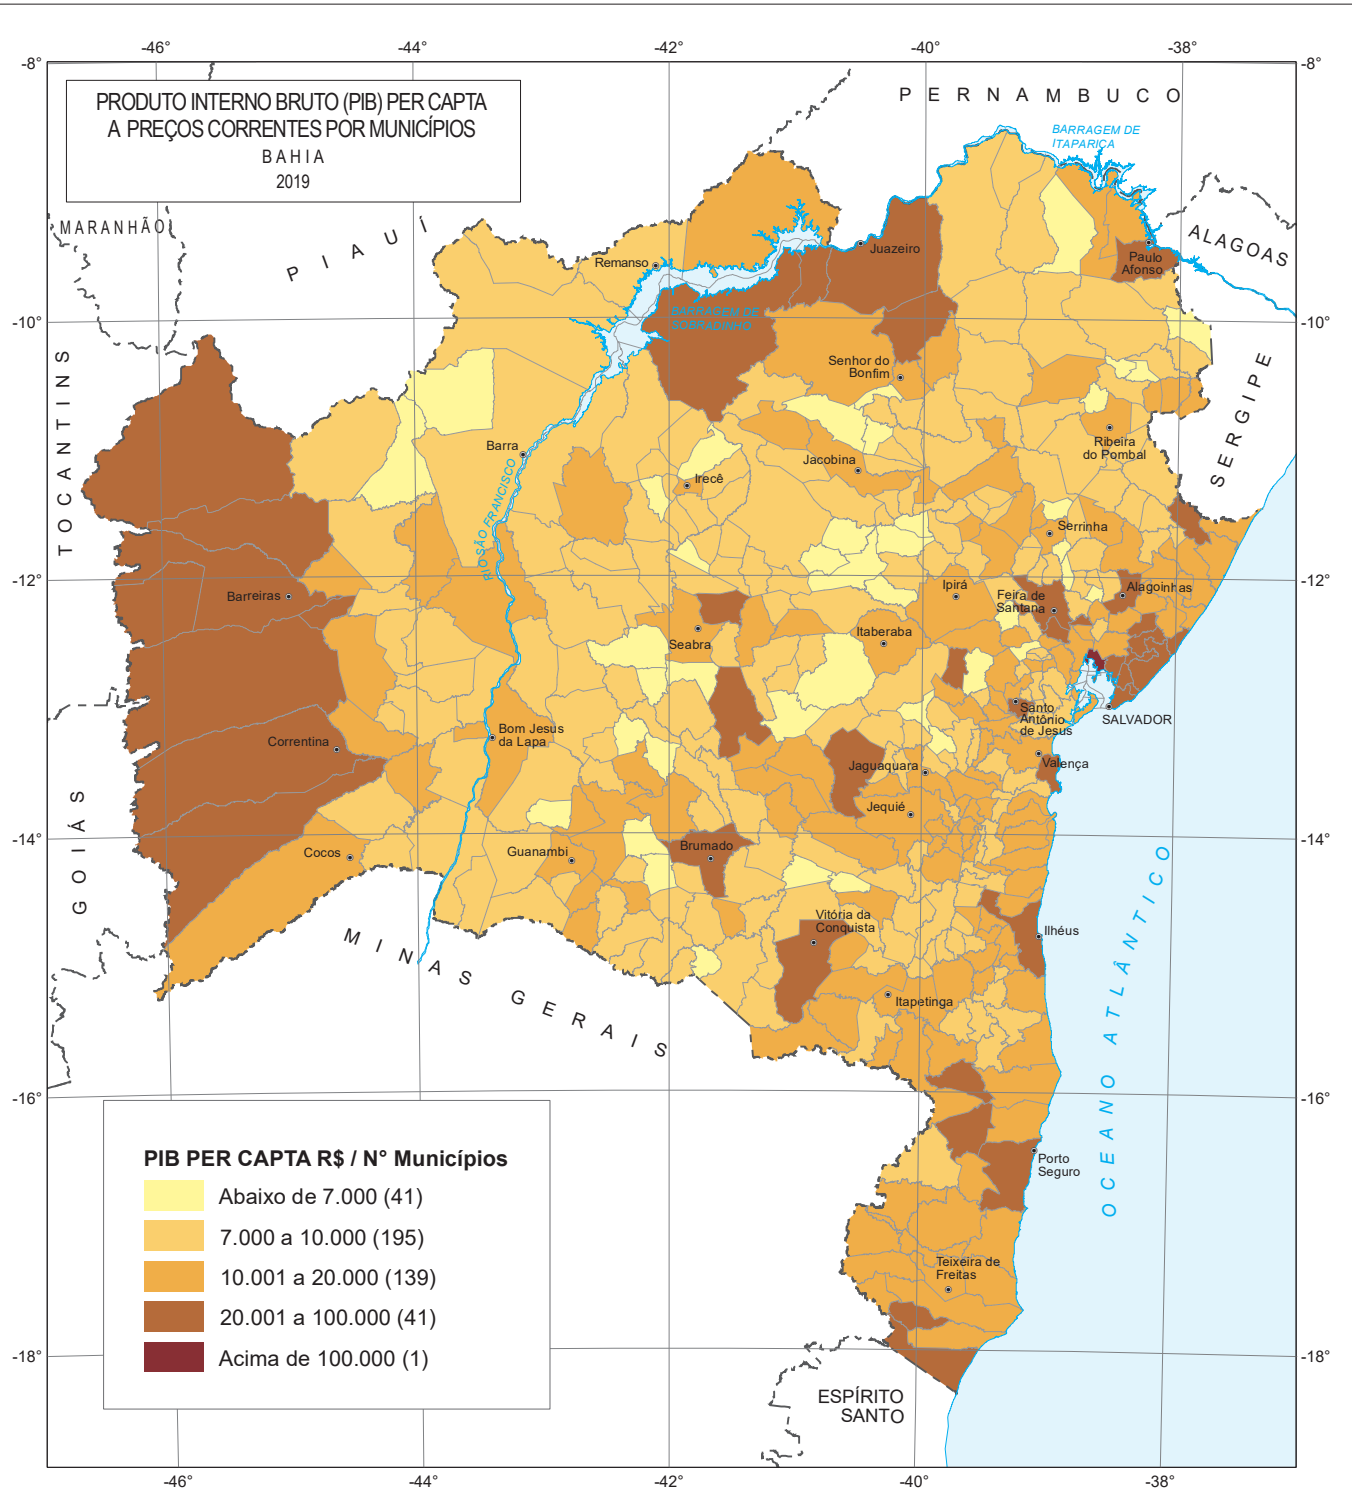 -46°
-44°
-42°
-40°
-38°
-8°
-8°
PRODUTO INTERNO BRUTO (PIB) PER CAPTA
A PREÇOS CORRENTES POR MUNICÍPIOS
BAHIA
2019
PERNAMBUCO
BARRAGEM DE
ITAPARICA
MARANHÃO
PIAUÍ
ALAGOAS
Juazeiro
Paulo
Afonso
Remanso
BARRAGEM DE
SOBRADINHO
-10°
-10°
TOCANTINS
SERGIPE
Senhor do
Bonfim
Barra
Jacobina
Ribeira
do Pombal
Irecê
RIO SÃO FRANCISCO
Serrinha
-12°
-12°
Barreiras
Ipirá
Feira de
Santana
Alagoinhas
Seabra
Itaberaba
Santo
Antônio
de Jesus
SALVADOR
Correntina
Bom Jesus
da Lapa
Jaguaquara
Valença
GOIÁS
Jequié
-14°
-14°
Cocos
Guanambi
Brumado
Vitória da
Conquista
Ilhéus
MINAS GERAIS
Itapetinga
OCEANO ATLÂNTICO
-16°
-16°
Porto
Seguro
PIB PER CAPTA R$ / N° Municípios
Abaixo de 7.000 (41)
7.000 a 10.000 (195)
10.001 a 20.000 (139)
20.001 a 100.000 (41)
Acima de 100.000 (1)
Teixeira de
Freitas
-18°
-18°
ESPÍRITO
SANTO
-46°
-44°
-42°
-40°
-38°